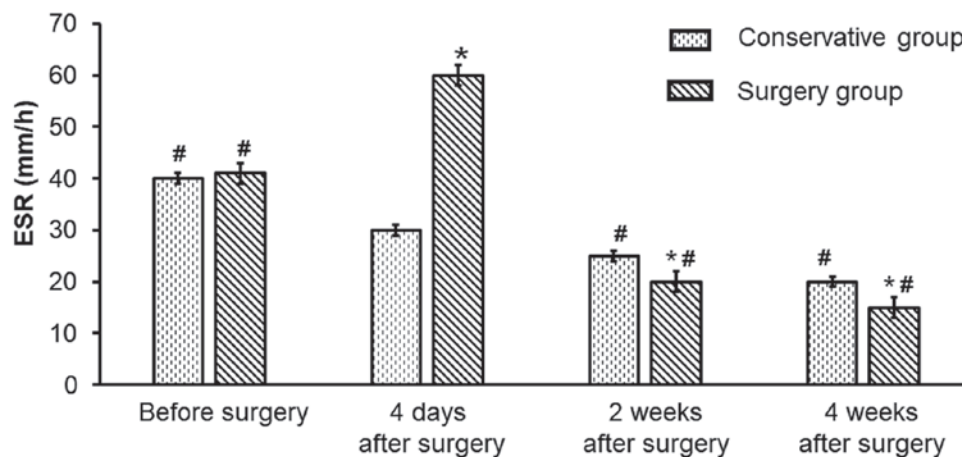 70
60
50
40
30
20
10
0
ESR (mm/h)
Conservative group
Surgery group
#
#
*
#
*#
#
*#
Before surgery
4 days
after surgery
2 weeks
after surgery
4 weeks
after surgery